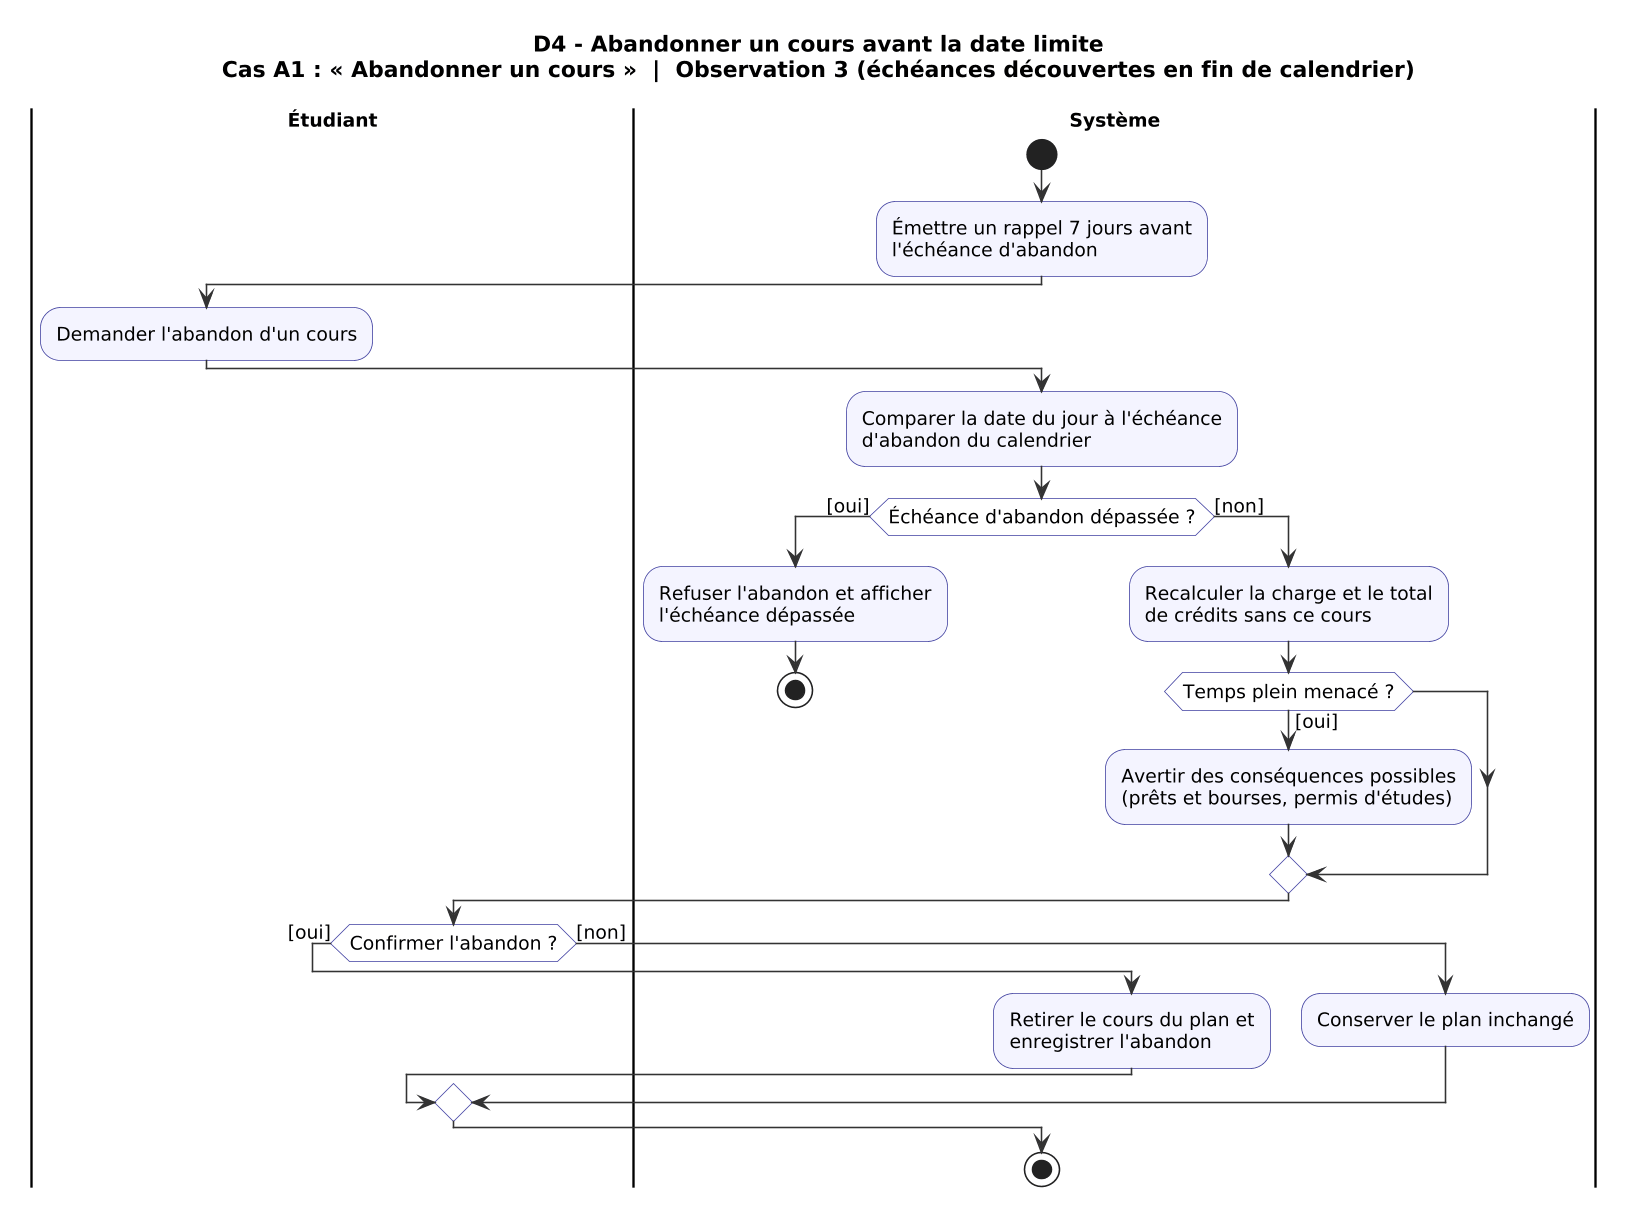 D4 - Abandonner un cours avant la date limite
Cas A1 : « Abandonner un cours »  |  Observation 3 (échéances découvertes en fin de calendrier)
Étudiant
Système
Émettre un rappel 7 jours avant
l'échéance d'abandon
Demander l'abandon d'un cours
Comparer la date du jour à l'échéance
d'abandon du calendrier
[oui]
Échéance d'abandon dépassée ?
[non]
Refuser l'abandon et afficher
l'échéance dépassée
Recalculer la charge et le total
de crédits sans ce cours
Temps plein menacé ?
[oui]
Avertir des conséquences possibles
(prêts et bourses, permis d'études)
[oui]
Confirmer l'abandon ?
[non]
Retirer le cours du plan et
enregistrer l'abandon
Conserver le plan inchangé